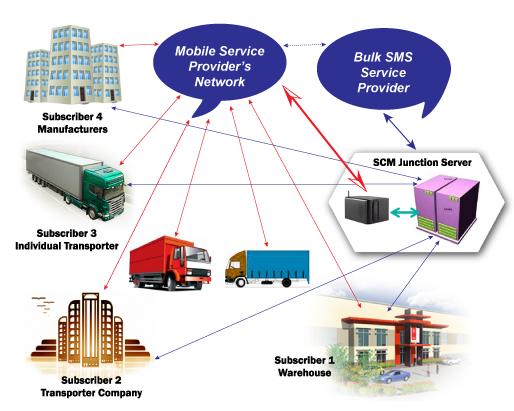 Mobile Service
Provider's
Network
Bulk SMS
Service
Provider
Subscriber 4
Manufacturers
SCM Junction Server
Subscriber 3
Individual Transporter
Subscriber 1
Warehouse
Subscriber 2
Transporter Company